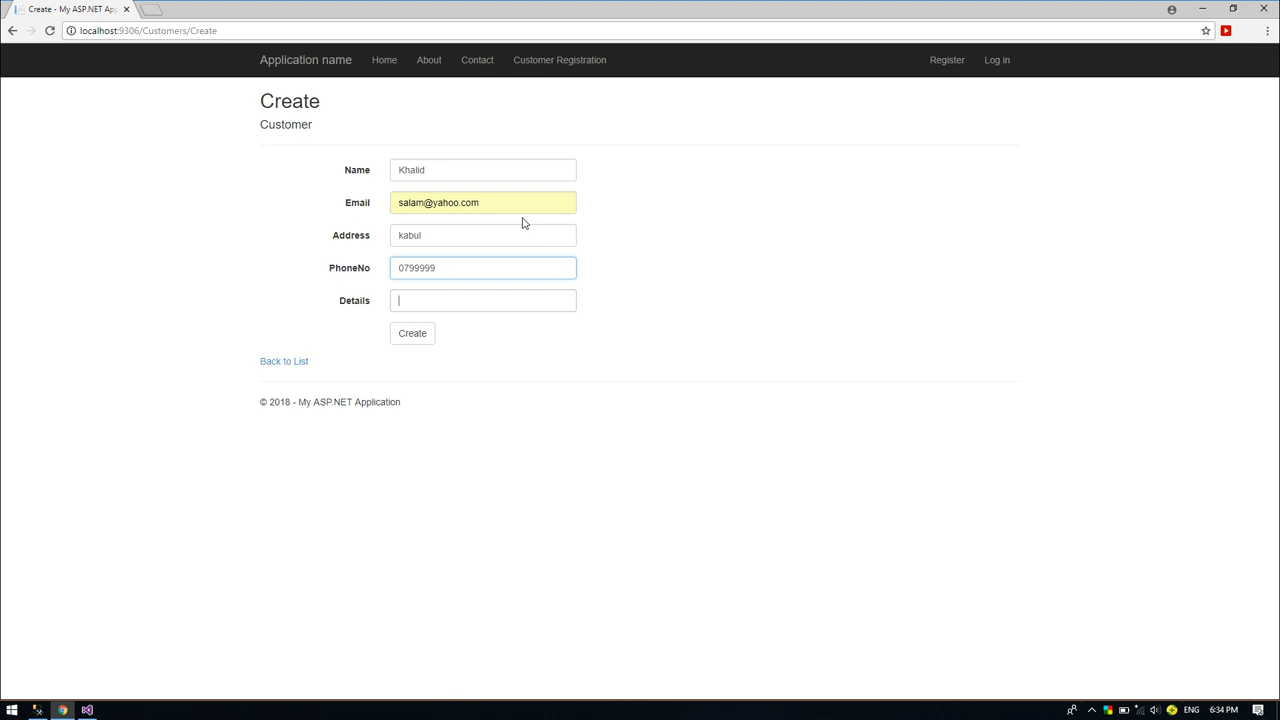 Create - My ASP.NET App
localhost:9306/Customers/Create
Application name Home About Contact Customer Registration Register Log in
Create
Customer
Name Khalid
Email salam@yahoo.com
Address kabul
PhoneNo 0799999
Details
Create
Back to List
© 2018 - My ASP.NET Application
ENG 6:34 PM